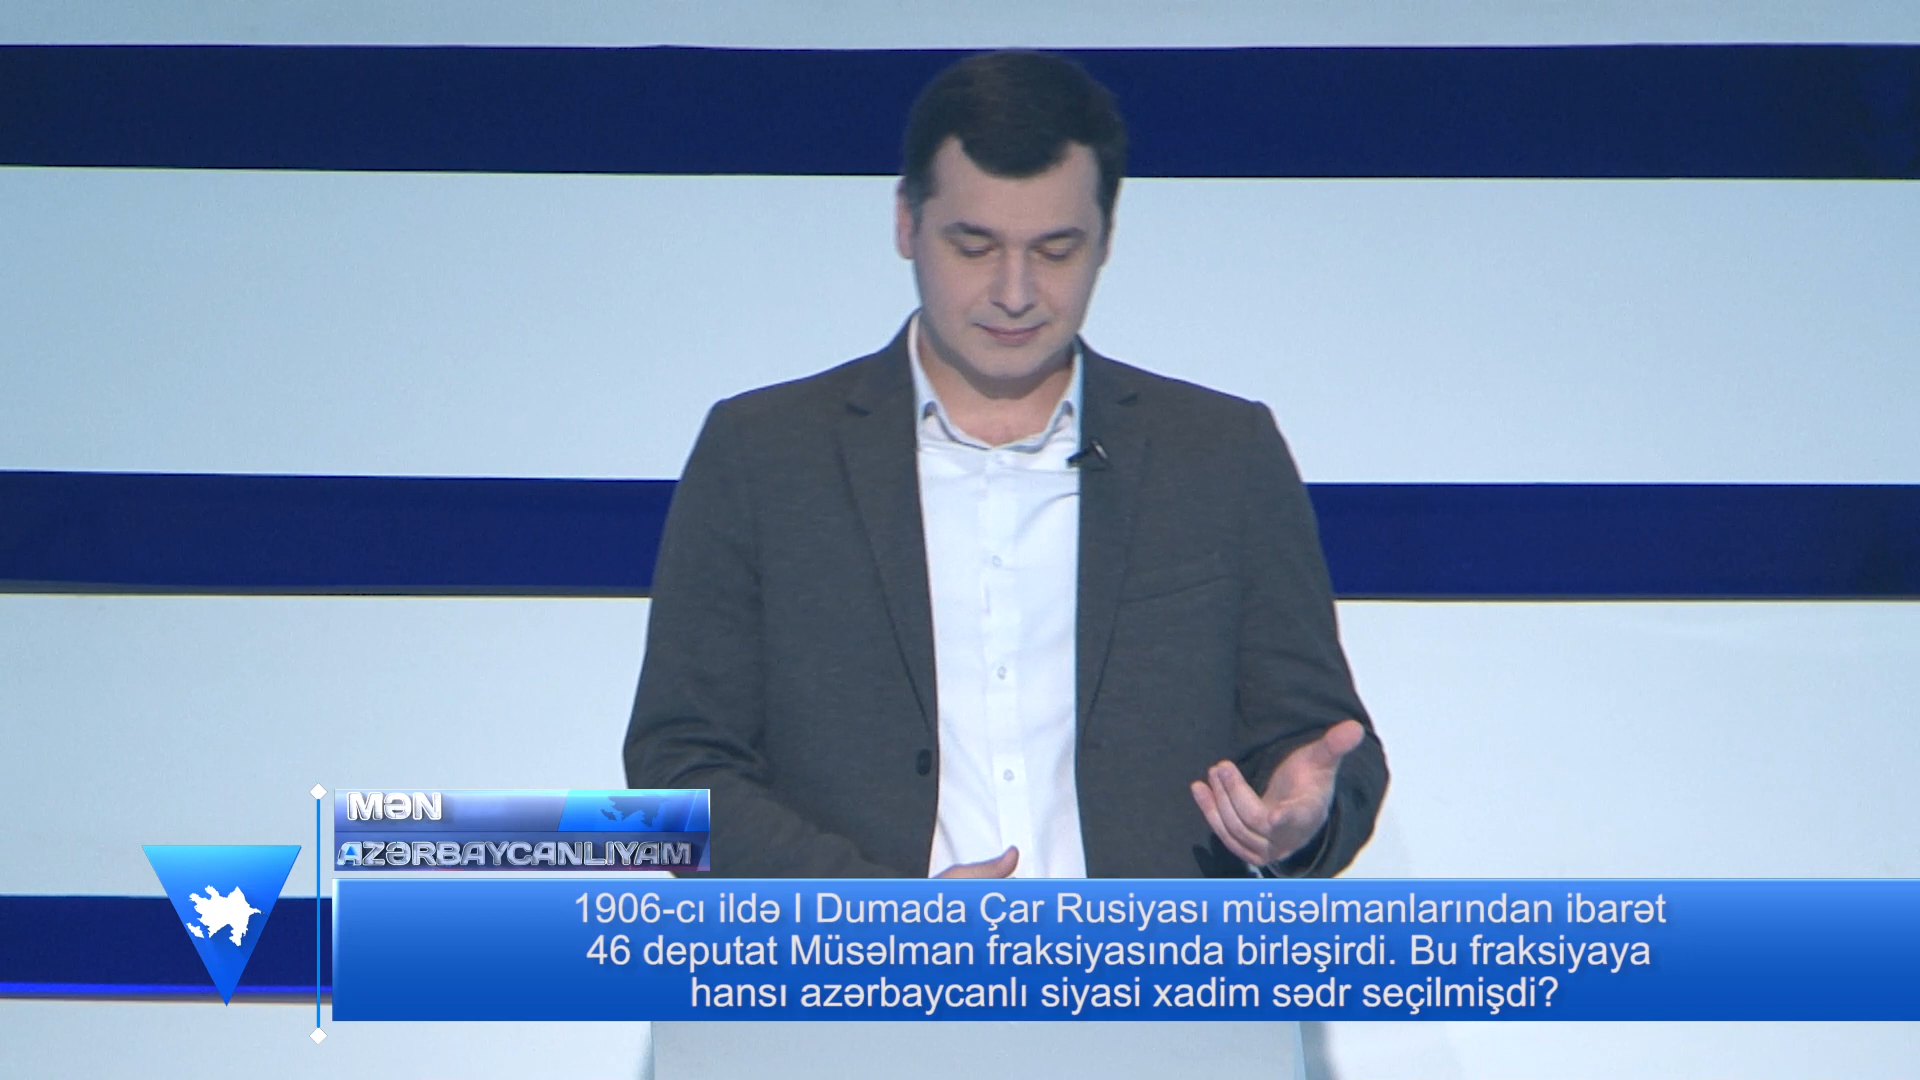 MƏN
AZƏRBAYCANLIYAM
1906-cı ildə I Dumada Çar Rusiyası müsəlmanlarından ibarət
46 deputat Müsəlman fraksiyasında birləşirdi. Bu fraksiyaya
hansı azərbaycanlı siyasi xadim sədr seçilmişdi?